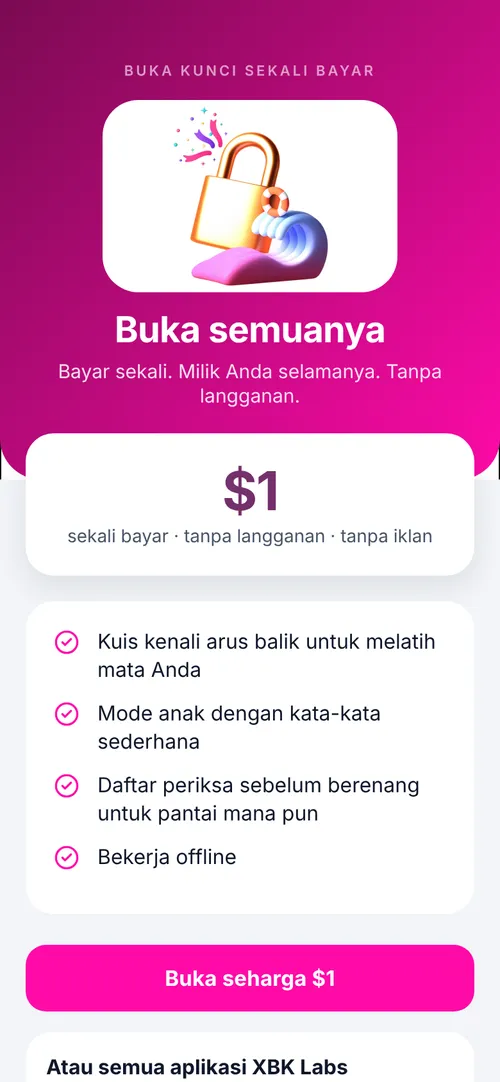 BUKA KUNCI SEKALI BAYAR
Buka semuanya
Bayar sekali. Milik Anda selamanya. Tanpa
langganan.
$1
sekali bayar · tanpa langganan · tanpa iklan
Kuis kenali arus balik untuk melatih
mata Anda
Mode anak dengan kata-kata
sederhana
Daftar periksa sebelum berenang
untuk pantai mana pun
Bekerja offline
Buka seharga $1
Atau semua aplikasi XBK Labs